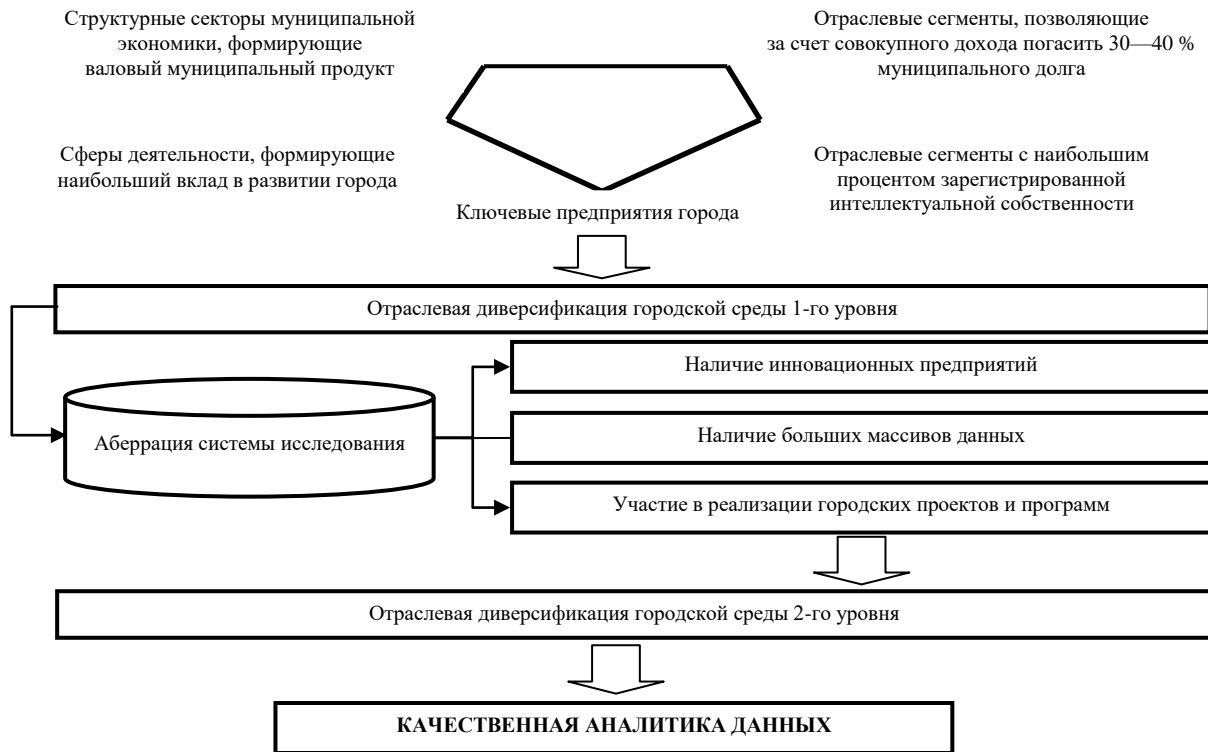 Структурные секторы муниципальной
экономики, формирующие
валовый муниципальный продукт
Отраслевые сегменты, позволяющие
за счет совокупного дохода погасить 30—40 %
муниципального долга
Сферы деятельности, формирующие
наибольший вклад в развитии города
Отраслевые сегменты с наибольшим
процентом зарегистрированной
интеллектуальной собственности
Ключевые предприятия города
Отраслевая диверсификация городской среды 1-го уровня
Наличие инновационных предприятий
Аберрация системы исследования
Наличие больших массивов данных
Участие в реализации городских проектов и программ
Отраслевая диверсификация городской среды 2-го уровня
КАЧЕСТВЕННАЯ АНАЛИТИКА ДАННЫХ